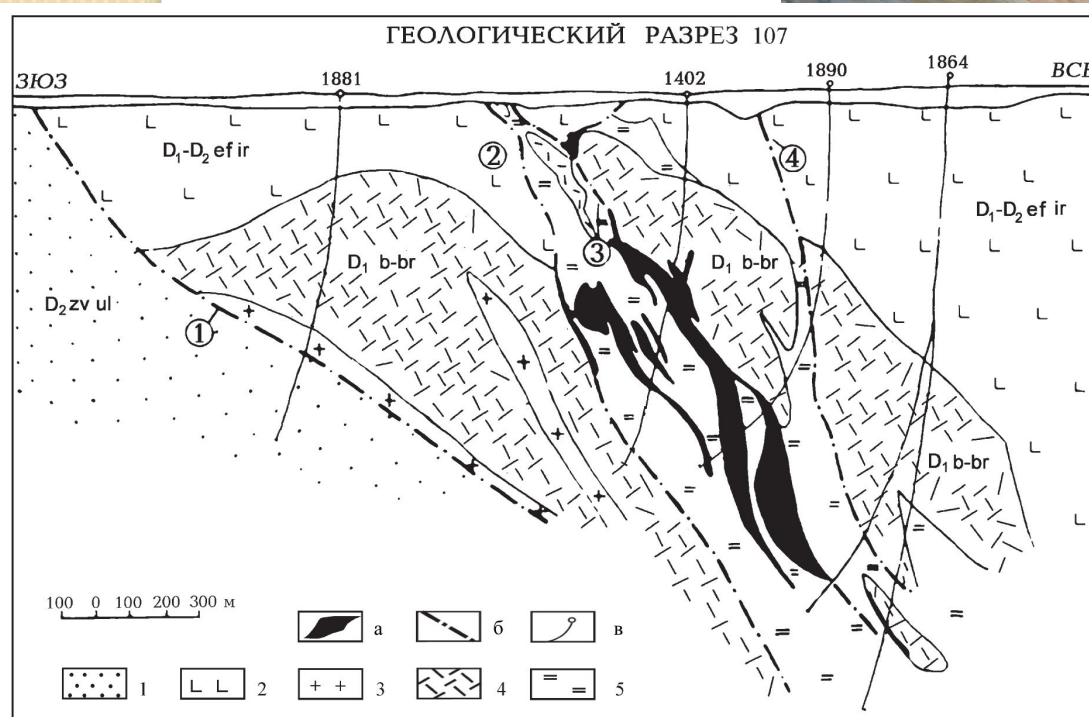 ГЕОЛОГИЧЕСКИЙ РАЗРЕЗ 107
ЗЮЗ
1881
1402
1890
1864
ВСВ
D₁-D₂ ef ir
②
④
D₁-D₂ ef ir
③
D₁ b-br
D₁ b-br
D₂ zv ul
①
D₁ b-br
100 0 100 200 300 м
а
б
в
1
2
3
4
5